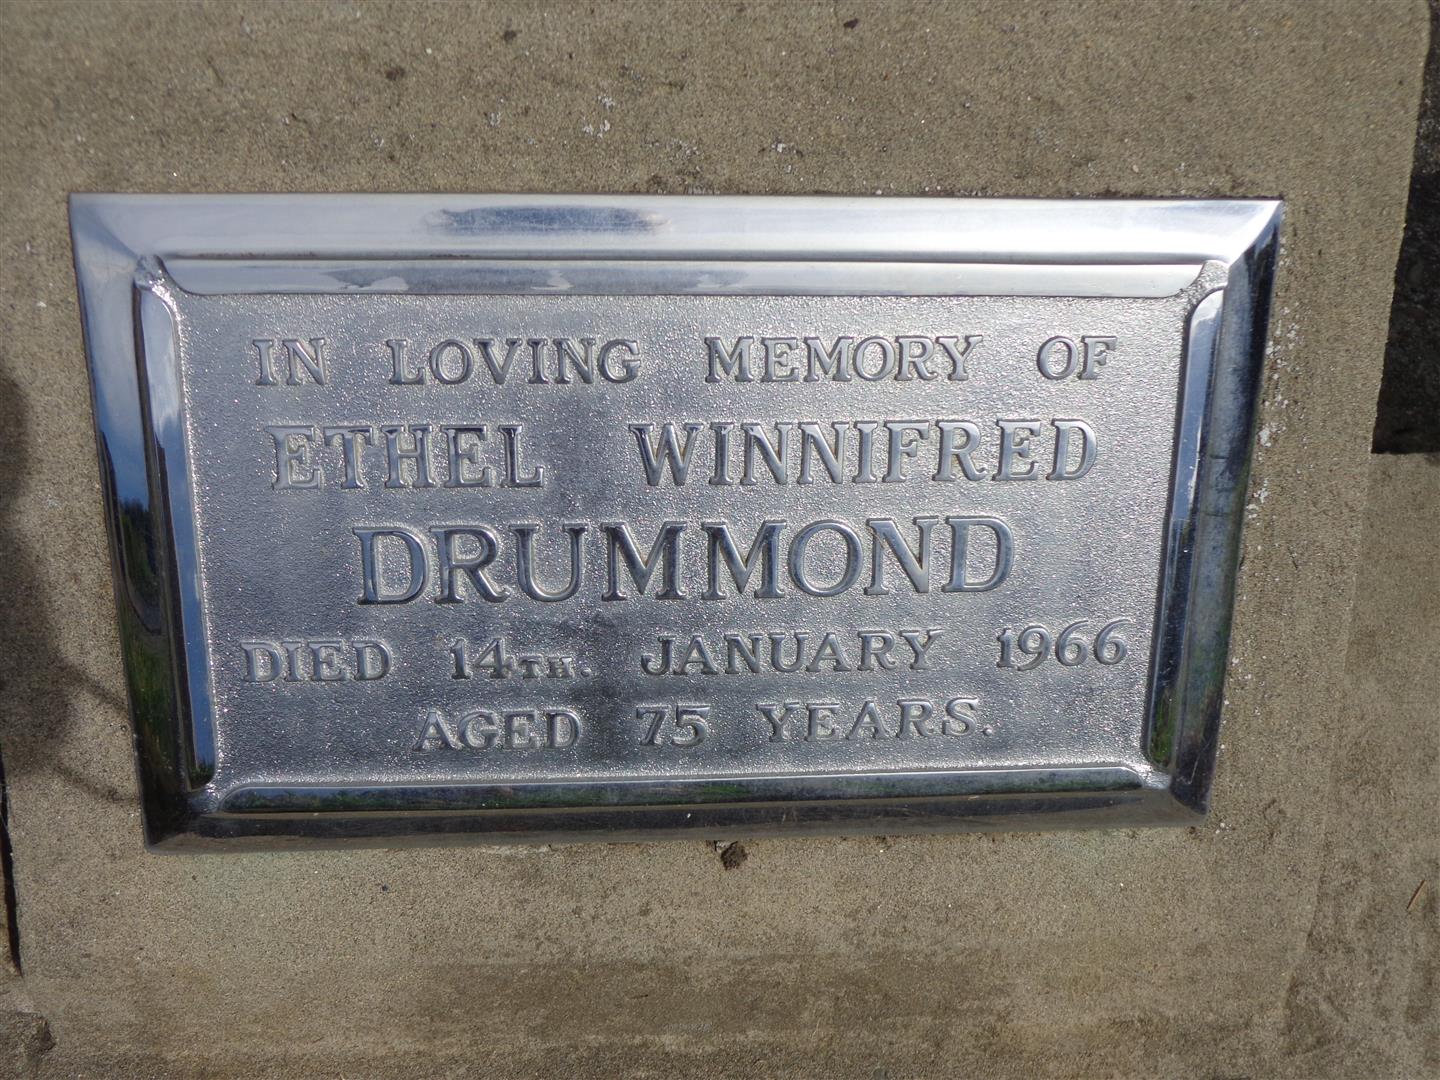 IN LOVING MEMORY OF
ETHEL WINNIFRED
DRUMMOND
DIED 14TH. JANUARY 1966
AGED 75 YEARS.